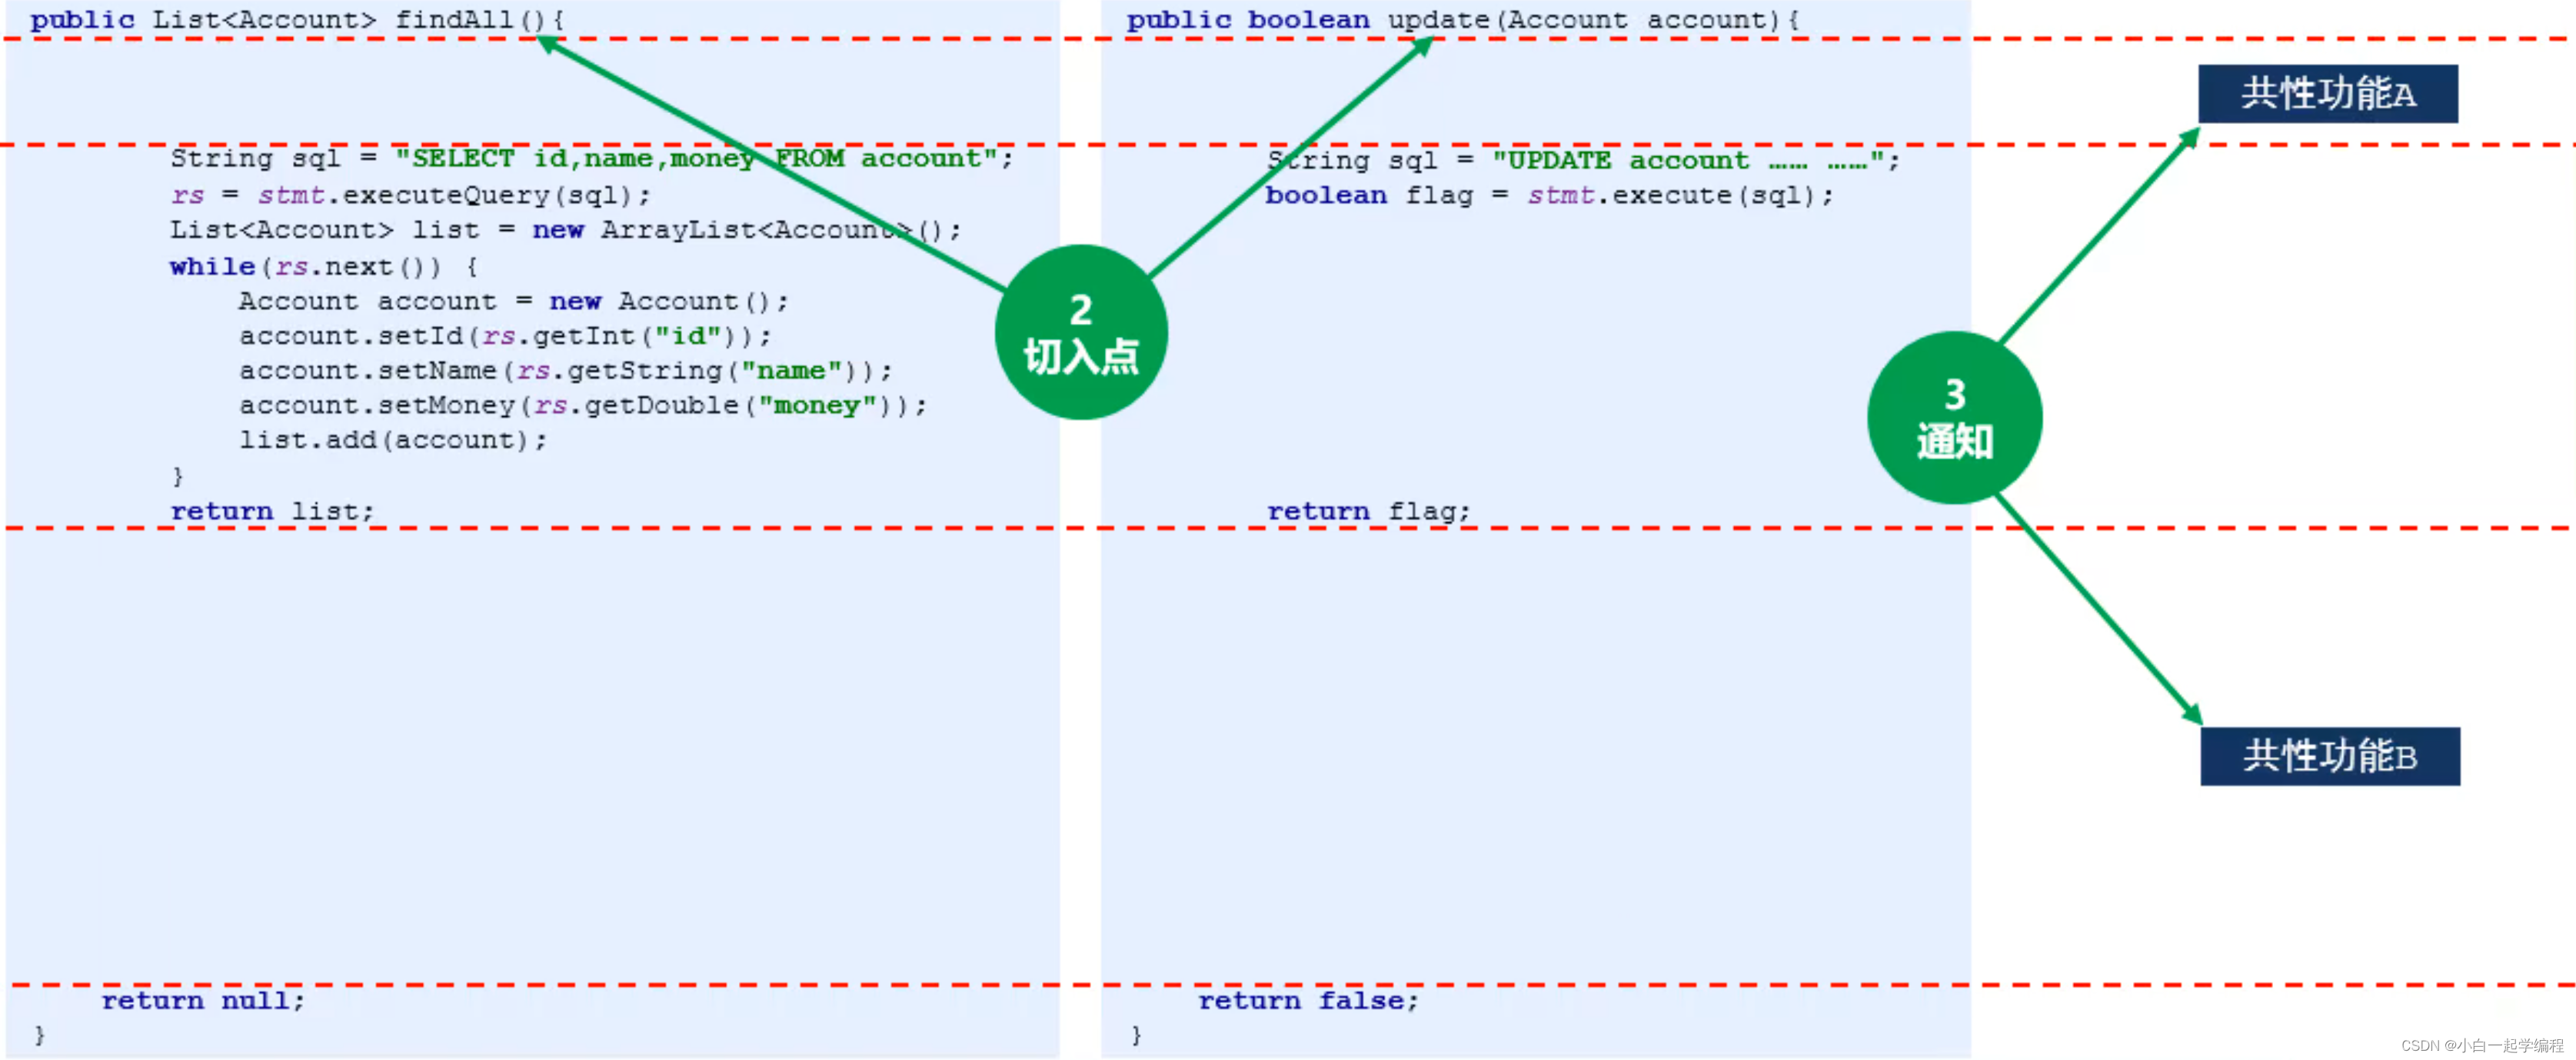 public List<Account> findAll(){
String sql = "SELECT id,name,money FROM account";
rs = stmt.executeQuery(sql);
List<Account> list = new ArrayList<Account>();
while(rs.next()) {
Account account = new Account();
account.setId(rs.getInt("id"));
account.setName(rs.getString("name"));
account.setMoney(rs.getDouble("money"));
list.add(account);
}
return list;
return null;
}
public boolean update(Account account){
String sql = "UPDATE account …… ……";
boolean flag = stmt.execute(sql);
return flag;
return false;
}
2
切入点
3
通知
共性功能A
共性功能B
CSDN @小白一起学编程